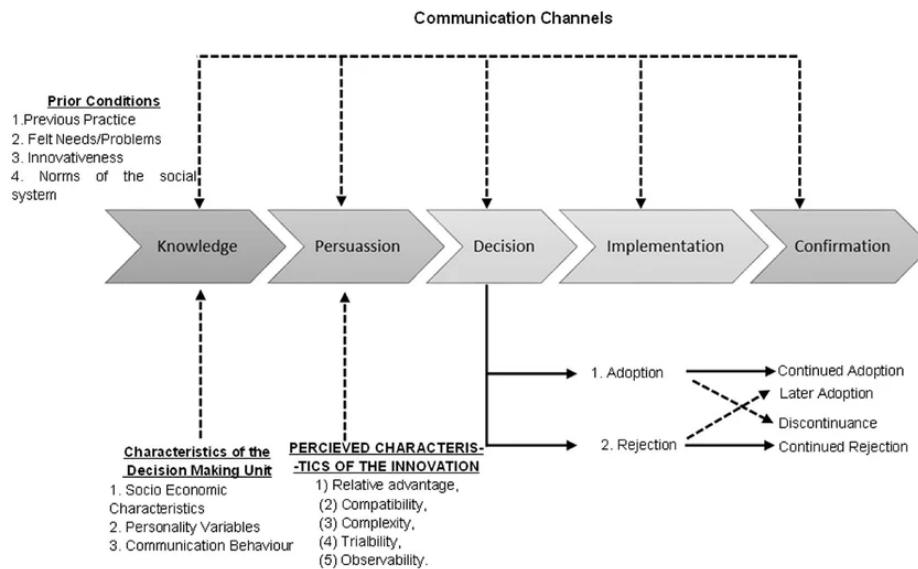 Communication Channels
Prior Conditions
1.Previous Practice
2. Felt Needs/Problems
3. Innovativeness
4. Norms of the social
system
Knowledge
Persuassion
Decision
Implementation
Confirmation
1. Adoption
Continued Adoption
Later Adoption
Discontinuance
2. Rejection
Continued Rejection
Characteristics of the
Decision Making Unit
1. Socio Economic
Characteristics
2. Personality Variables
3. Communication Behaviour
PERCIEVED CHARACTERIS-
-TICS OF THE INNOVATION
1) Relative advantage,
(2) Compatibility,
(3) Complexity,
(4) Trialbility,
(5) Observability.